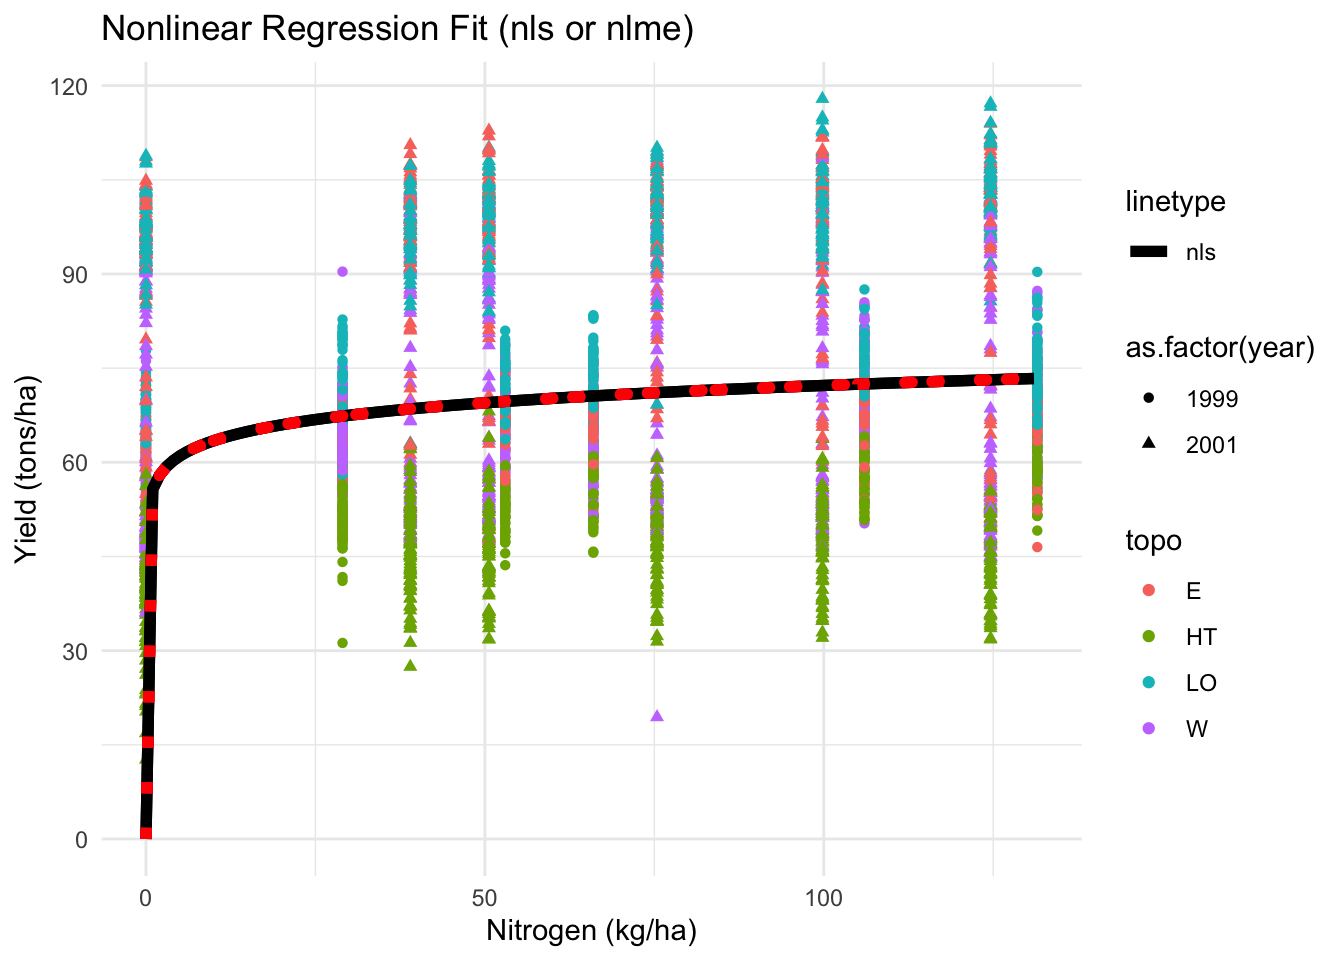 Nonlinear Regression Fit (nls or nlme)
120
90
60
30
0
Yield (tons/ha)
0
50
100
Nitrogen (kg/ha)
linetype
nls
as.factor(year)
1999
2001
topo
E
HT
LO
W